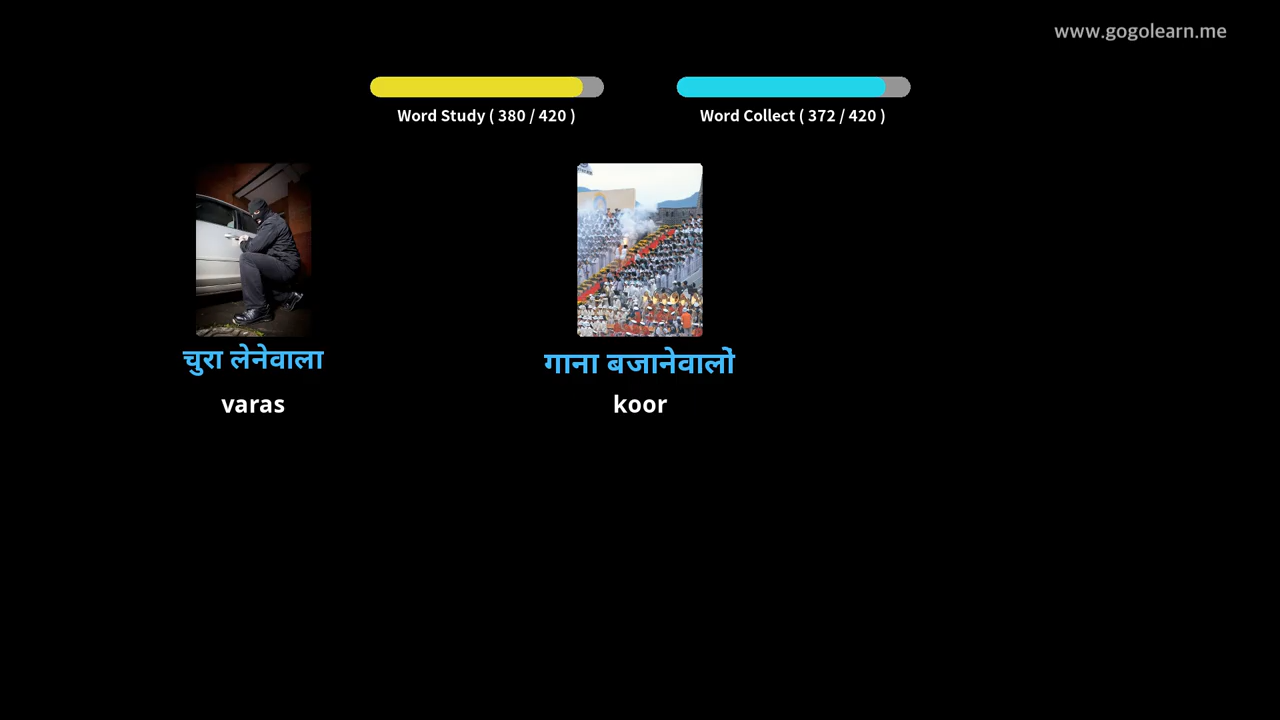 www.gogolearn.me
Word Study ( 380 / 420 )
Word Collect ( 372 / 420 )
चुरा लेनेवाला
गाना बजानेवालों
varas
koor